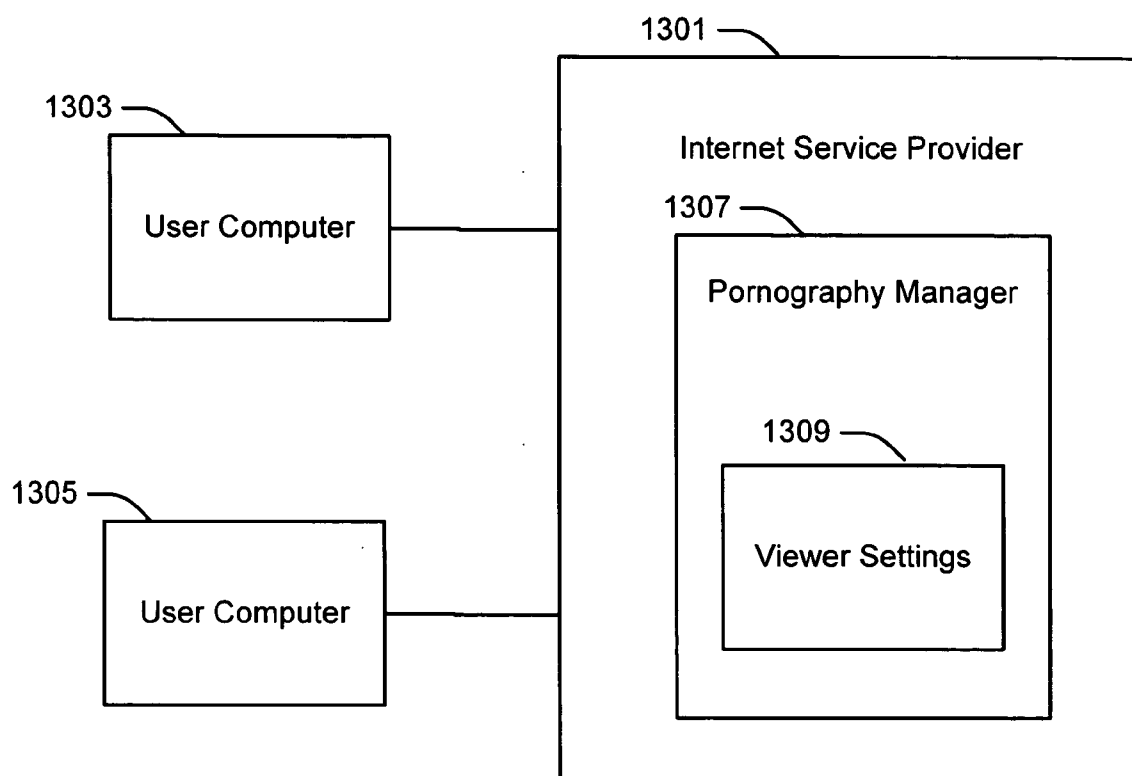 1301
1303
Internet Service Provider
1307
User Computer
Pornography Manager
1309
1305
Viewer Settings
User Computer